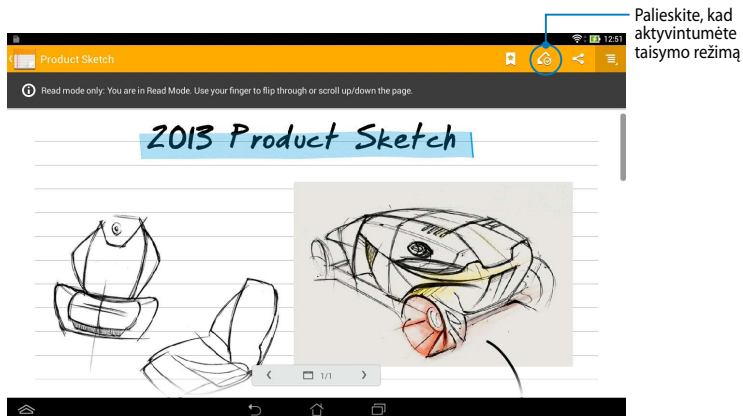 Palieskite, kad
aktyvintumėte
taisymo režimą
12:51
Product Sketch
Read mode only: You are in Read Mode. Use your finger to flip through or scroll up/down the page.
2013 Product Sketch
1/1